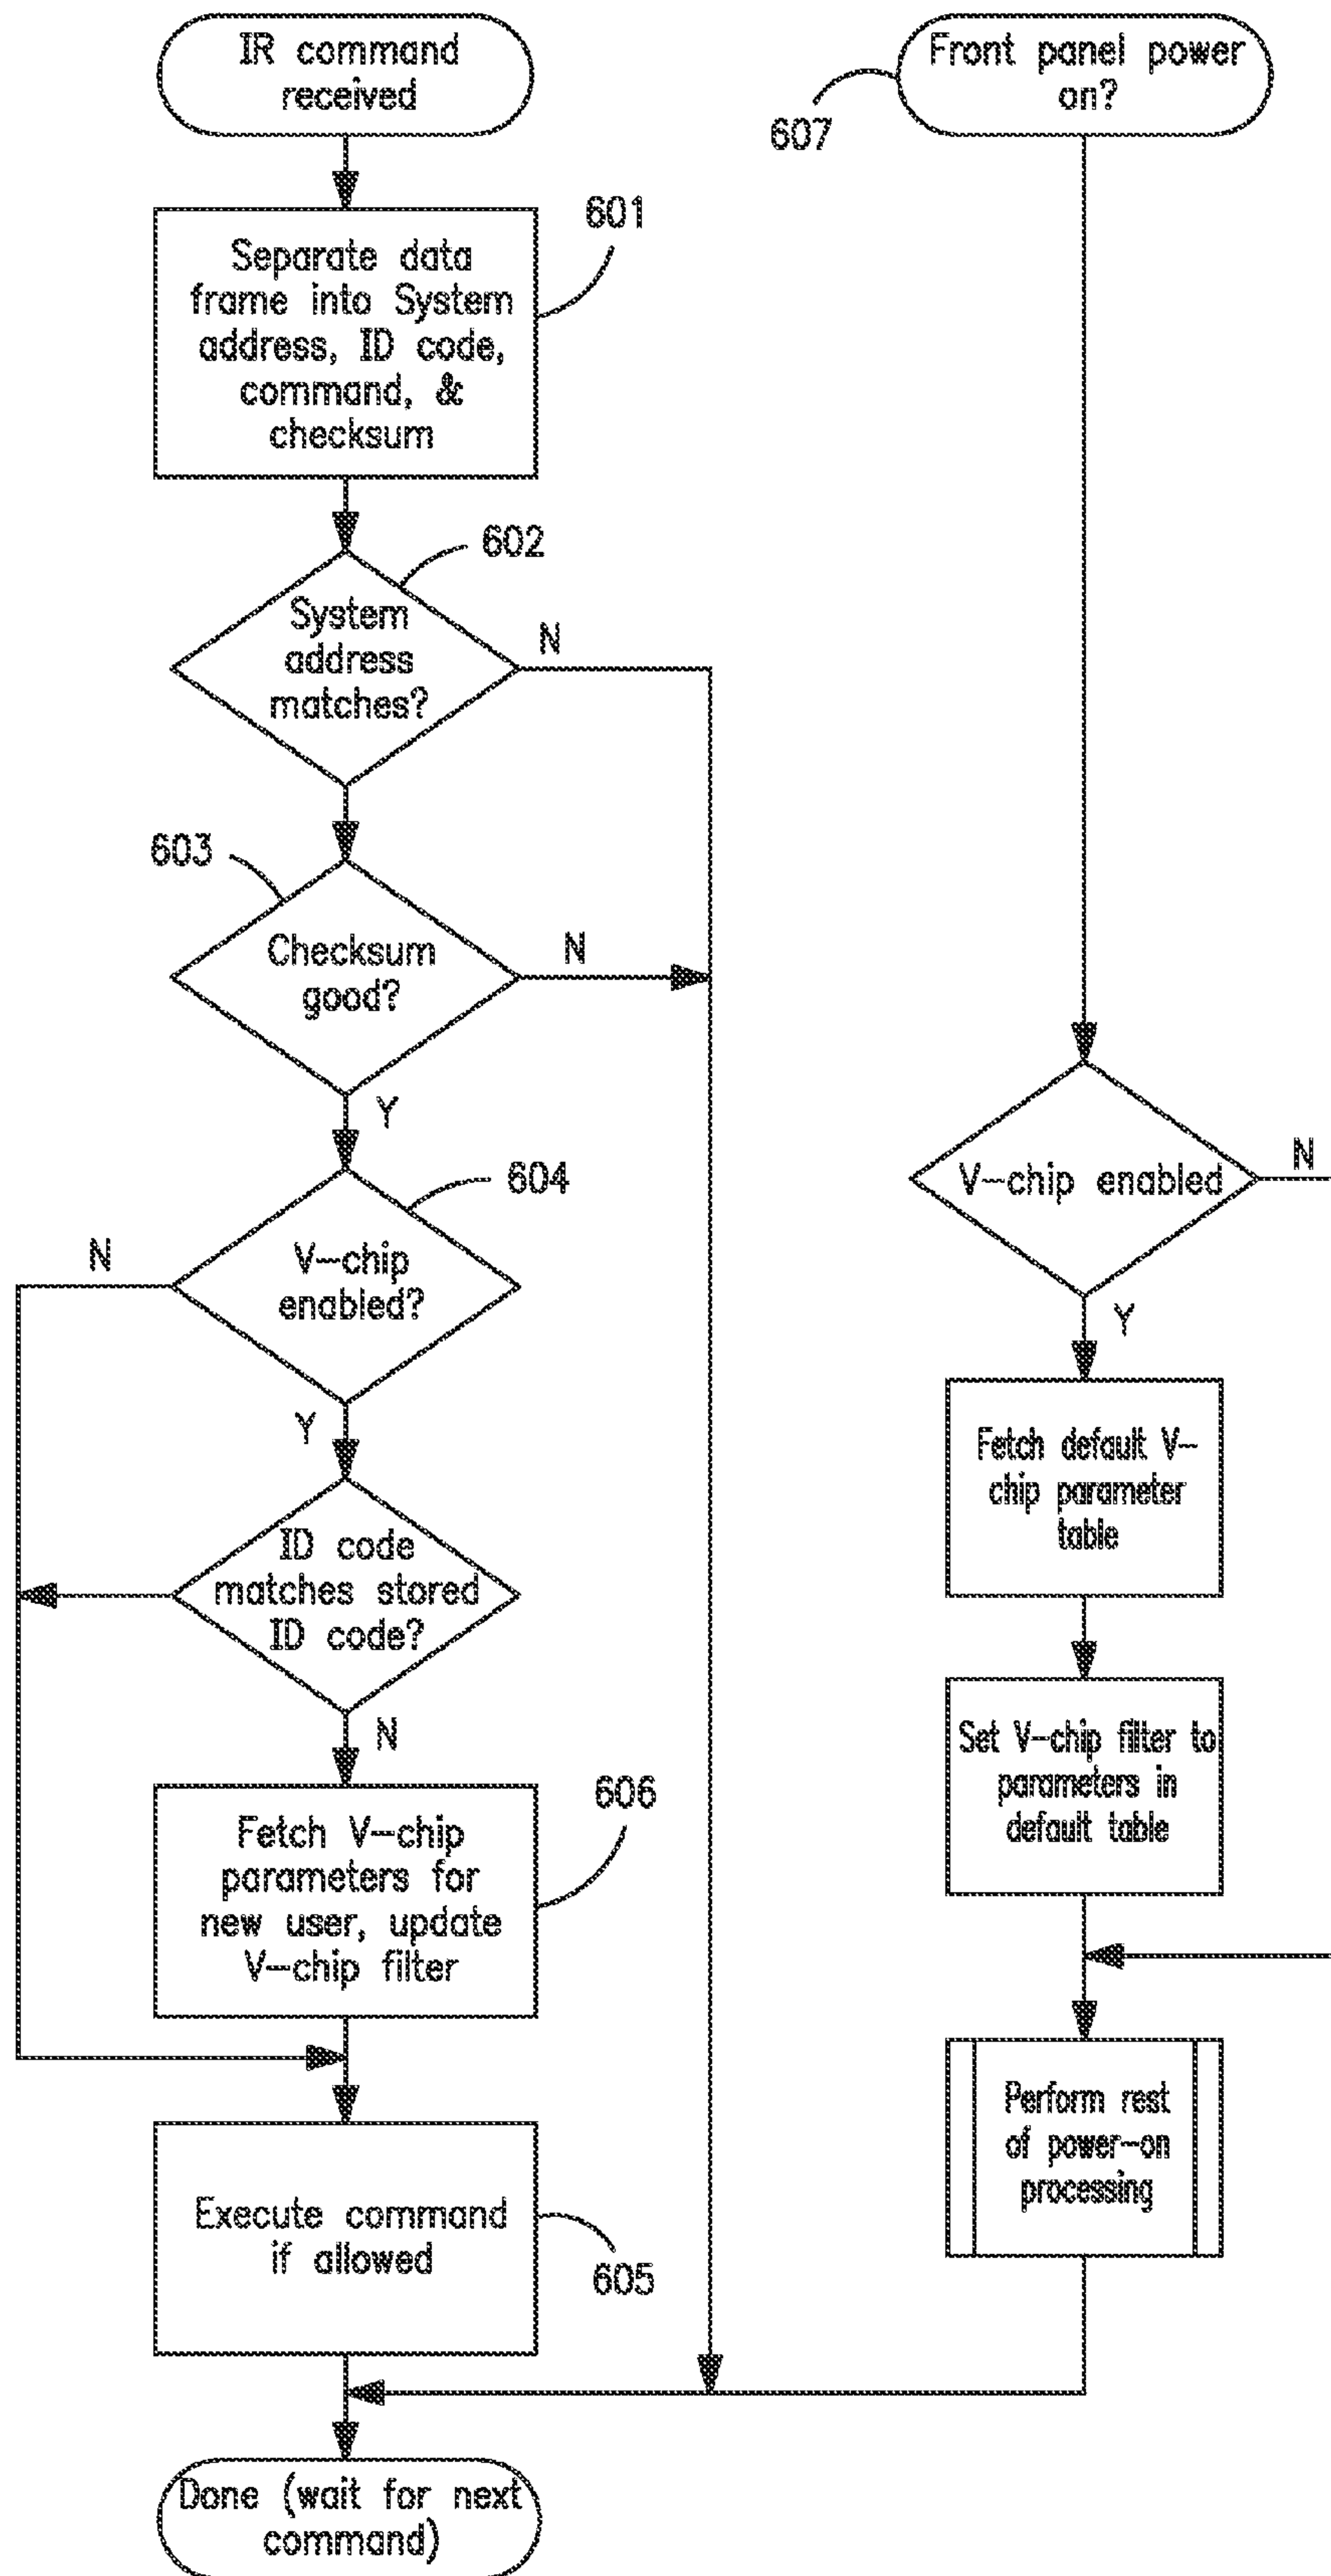 IR command
received
601
Separate data
frame into System
address, ID code,
command, &
checksum
602
System
address
matches?
N
603
Checksum
good?
N
Y
604
V-chip
enabled?
N
Y
ID code
matches stored
ID code?
N
606
Fetch V-chip
parameters for
new user, update
V-chip filter
Execute command
if allowed
605
Done (wait for next
command)
Front panel power
on?
607
V-chip enabled
N
Y
Fetch default V-
chip parameter
table
Set V-chip filter to
parameters in
default table
Perform rest
of power-on
processing